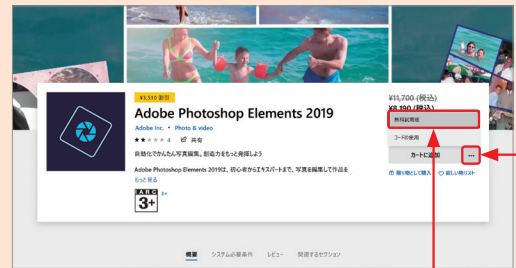 ¥3,510 割引
Adobe Photoshop Elements 2019
Adobe Inc. • Photo & video
4 共有
自動化でかんたん写真編集。創造力をもっと発揮しよう
Adobe Photoshop Elements 2019は、初心者からエキスパートまで、写真を編集して作品を
もっと見る
IARC
3+
3+
¥11,700 (税込)
¥8,190 (税込)
無料試用版
コードの使用
カートに追加
…
贈り物として購入
欲しい物リスト
概要 システム必要条件 レビュー 関連するセクション